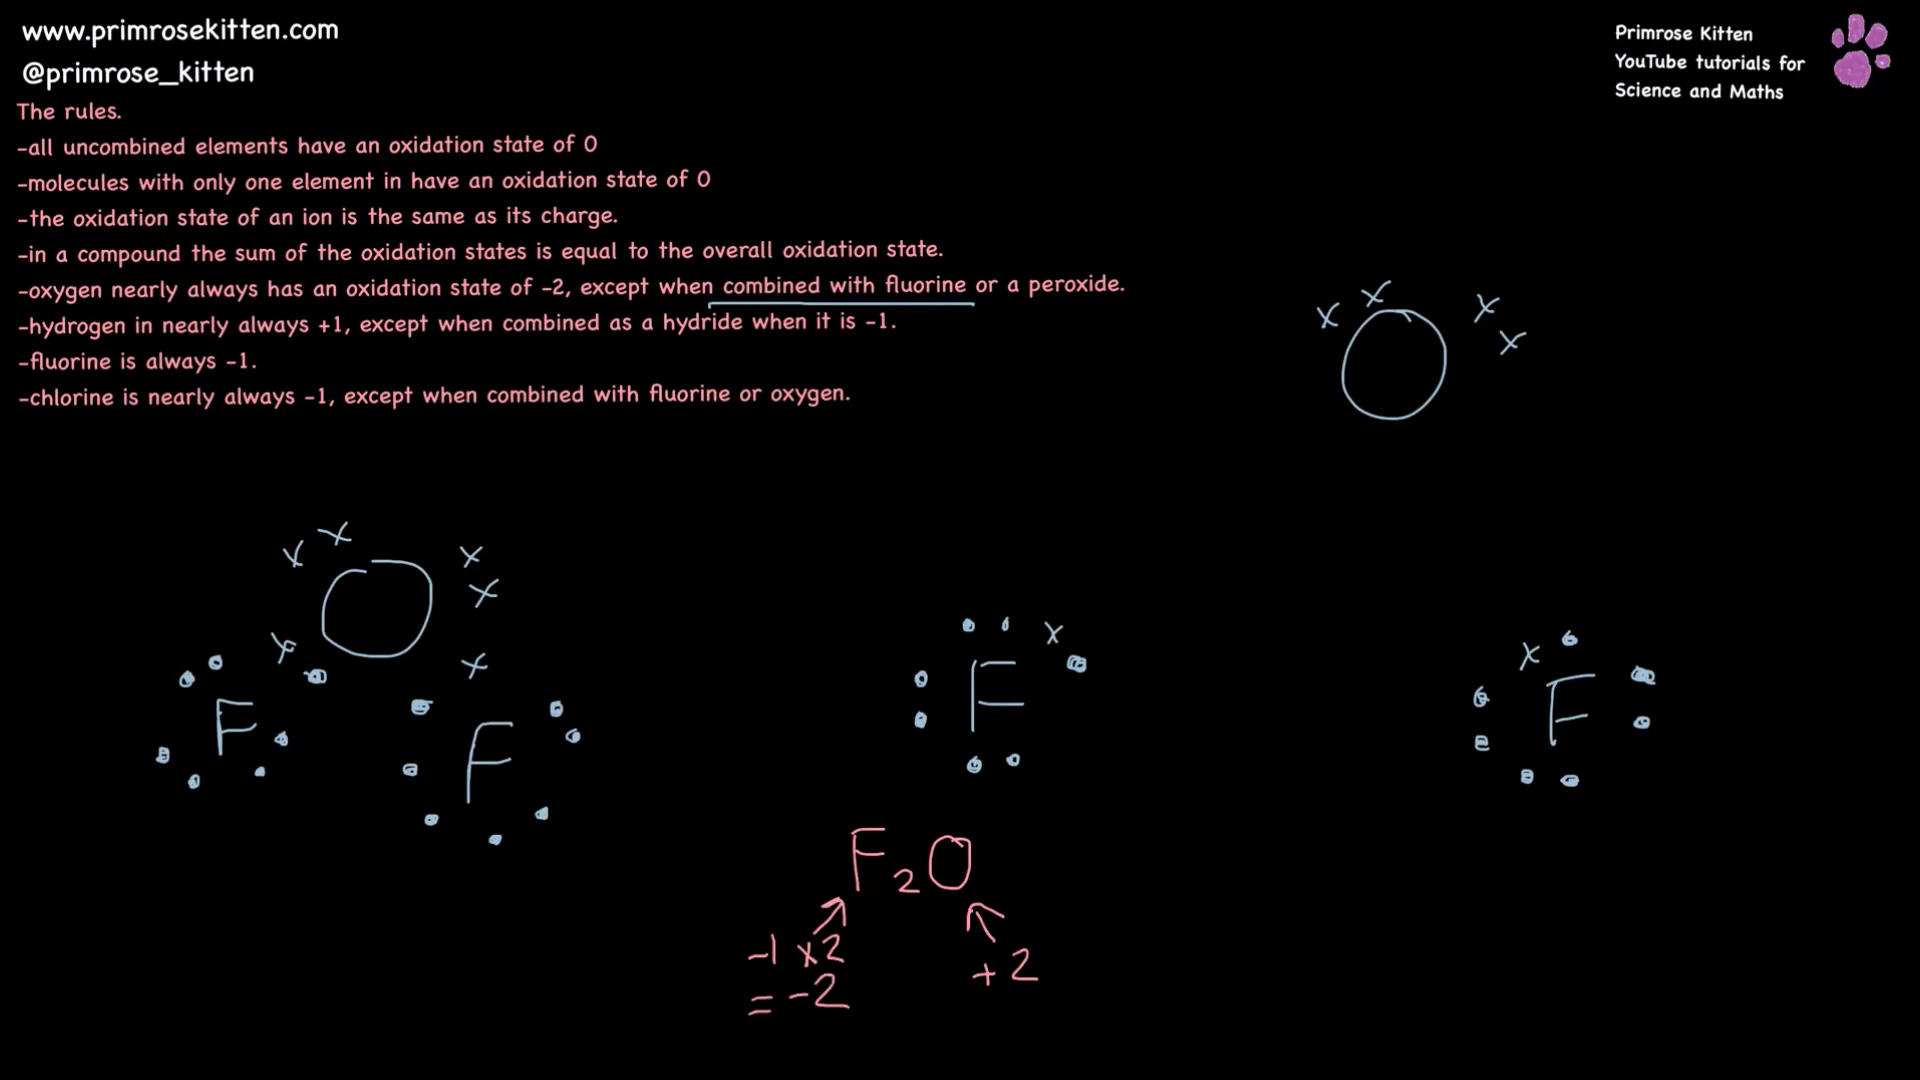 www.primrosekitten.com
@primrose_kitten
Primrose Kitten
YouTube tutorials for
Science and Maths
The rules.
-all uncombined elements have an oxidation state of 0
-molecules with only one element in have an oxidation state of 0
-the oxidation state of an ion is the same as its charge.
-in a compound the sum of the oxidation states is equal to the overall oxidation state.
-oxygen nearly always has an oxidation state of -2, except when combined with fluorine or a peroxide.
-hydrogen in nearly always +1, except when combined as a hydride when it is -1.
-fluorine is always -1.
-chlorine is nearly always -1, except when combined with fluorine or oxygen.
O
O
F F
F
F
F₂O
-1 x2
= -2
+2